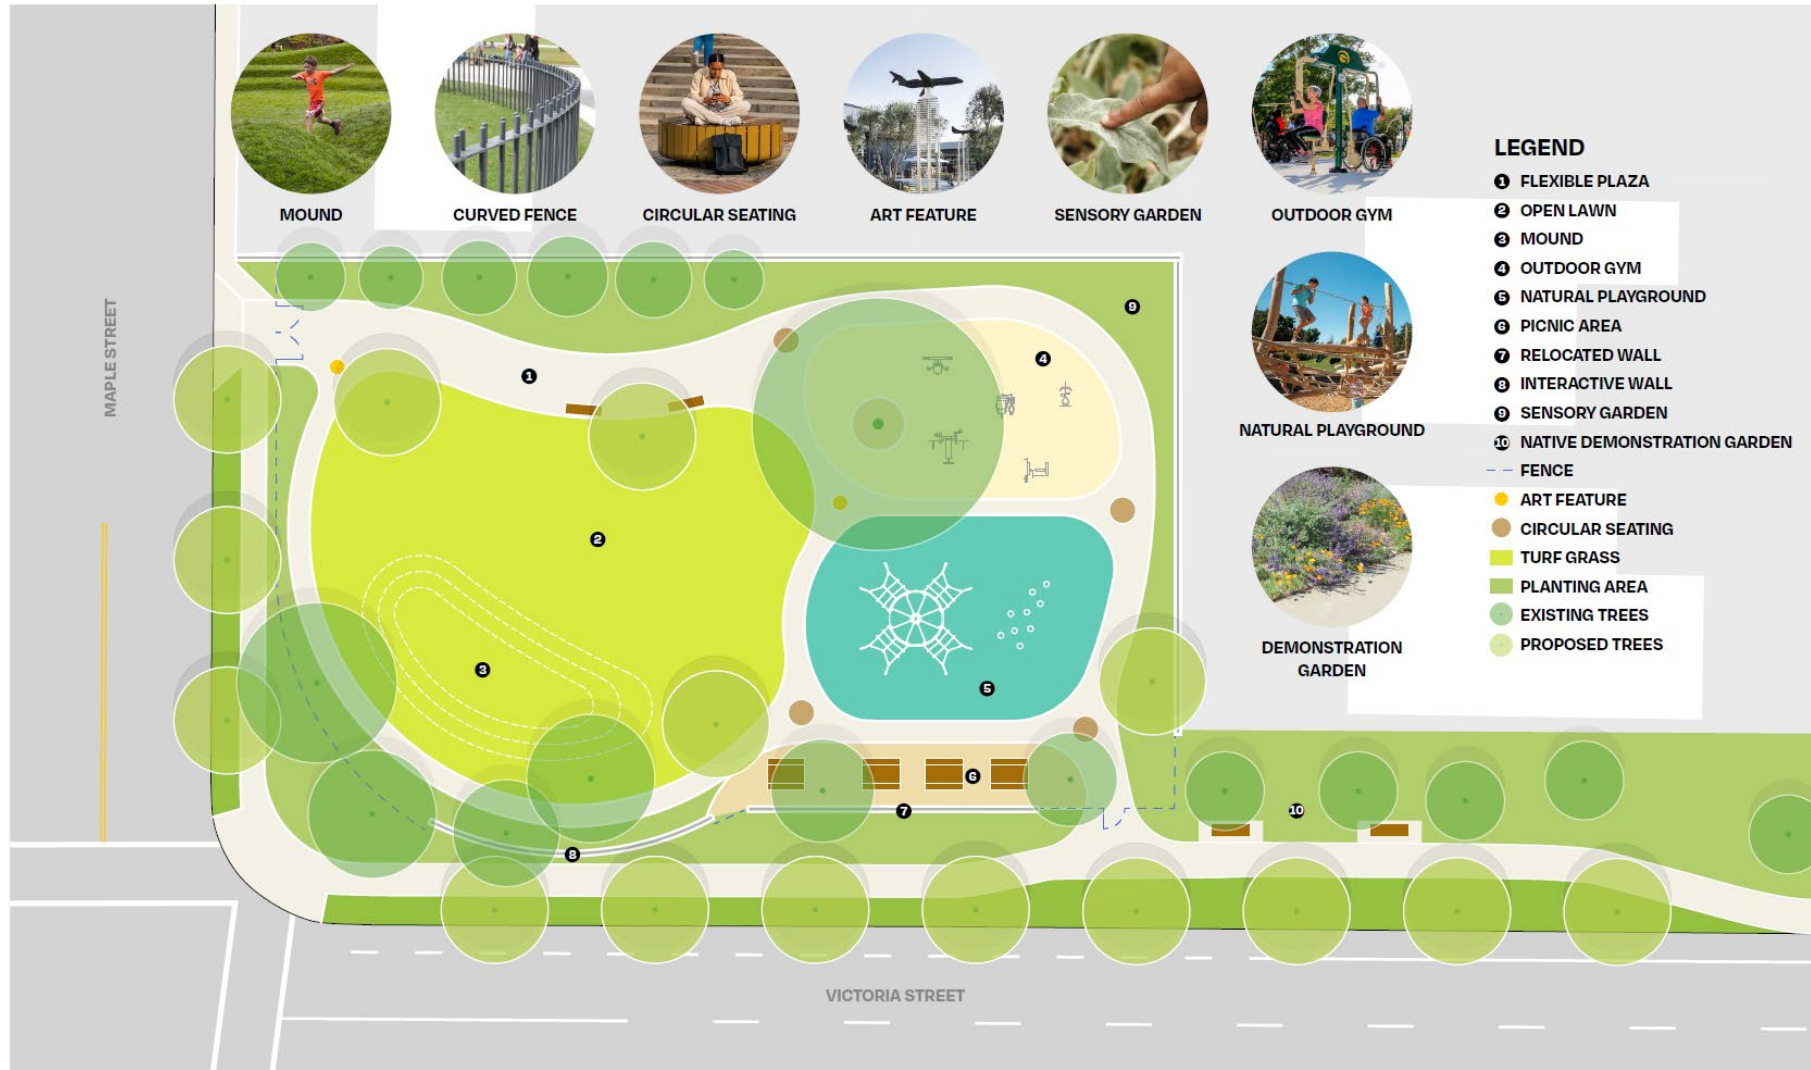 MOUND
CURVED FENCE
CIRCULAR SEATING
ART FEATURE
SENSORY GARDEN
OUTDOOR GYM
NATURAL PLAYGROUND
DEMONSTRATION
GARDEN
LEGEND
1 FLEXIBLE PLAZA
2 OPEN LAWN
3 MOUND
4 OUTDOOR GYM
5 NATURAL PLAYGROUND
6 PICNIC AREA
7 RELOCATED WALL
8 INTERACTIVE WALL
9 SENSORY GARDEN
10 NATIVE DEMONSTRATION GARDEN
FENCE
ART FEATURE
CIRCULAR SEATING
TURF GRASS
PLANTING AREA
EXISTING TREES
PROPOSED TREES
MAPLE STREET
9
4
1
2
3
5
6
7
10
8
VICTORIA STREET